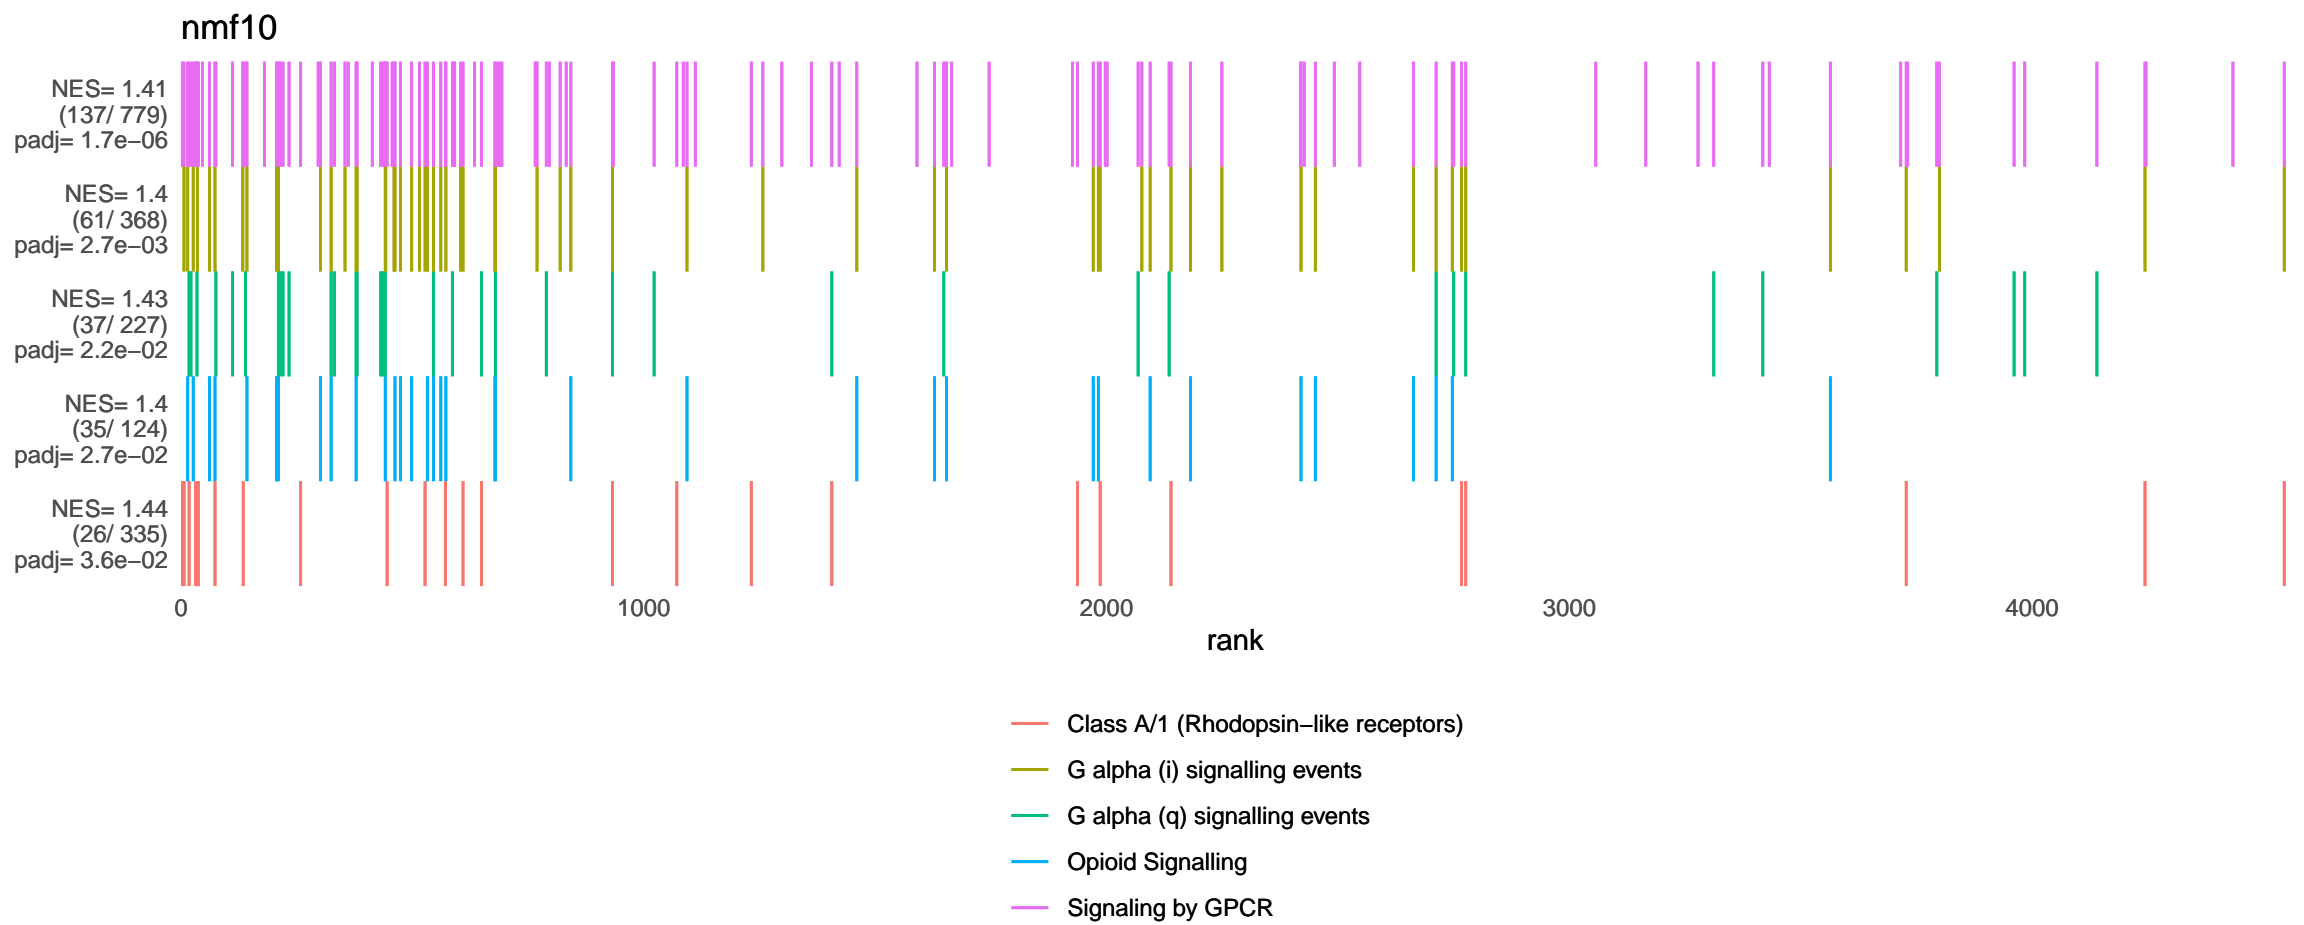 nmf10
NES= 1.41
(137/ 779)
padj= 1.7e−06
NES= 1.4
(61/ 368)
padj= 2.7e−03
NES= 1.43
(37/ 227)
padj= 2.2e−02
NES= 1.4
(35/ 124)
padj= 2.7e−02
NES= 1.44
(26/ 335)
padj= 3.6e−02
0 1000 2000 3000 4000
rank
Class A/1 (Rhodopsin−like receptors)
G alpha (i) signalling events
G alpha (q) signalling events
Opioid Signalling
Signaling by GPCR